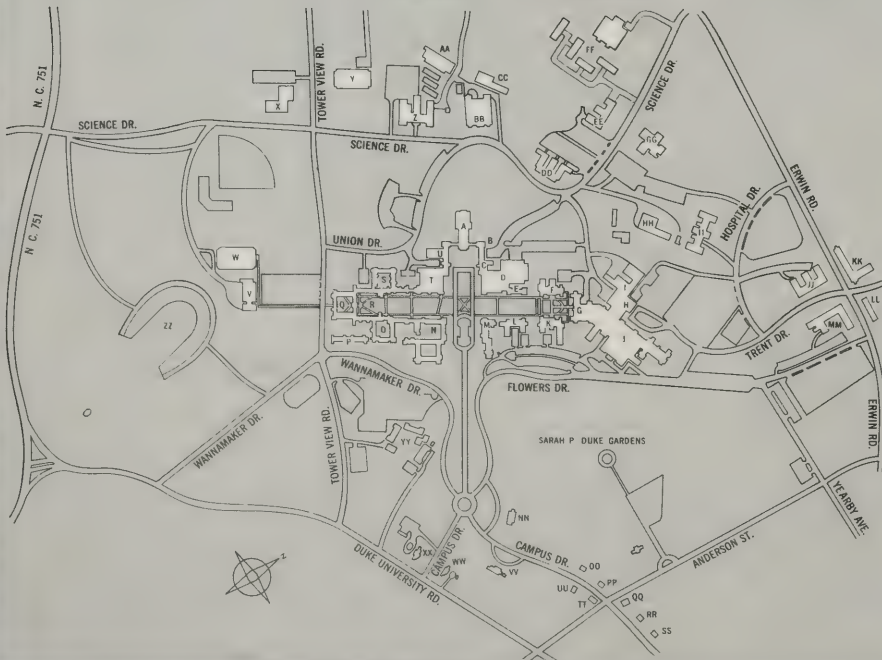 AA
FF
N. C. 751
TOWER VIEW RD.
Y
CC
X
Z
BB
SCIENCE DR.
EE
SCIENCE DR.
SCIENCE DR.
GG
DD
ERWIN RD.
HOSPITAL DR.
HH
II
A
B
UNION DR.
U
C
N C. 751
W
S
T
D
E
F
I
JJ
KK
V
Q
R
G
H
LL
ZZ
O
N
M
L
K
J
TRENT DR.
MM
P
WANNAMAKER DR.
FLOWERS DR.
ERWIN RD.
WANNAMAKER DR.
TOWER VIEW RD.
YY
SARAH P DUKE GARDENS
YEARBY AVE.
NN
CAMPUS DR.
ANDERSON ST.
Z
XX
CAMPUS DR.
WW
VV
OO
DUKE UNIVERSITY RD.
UU
PP
TT
QQ
RR
SS